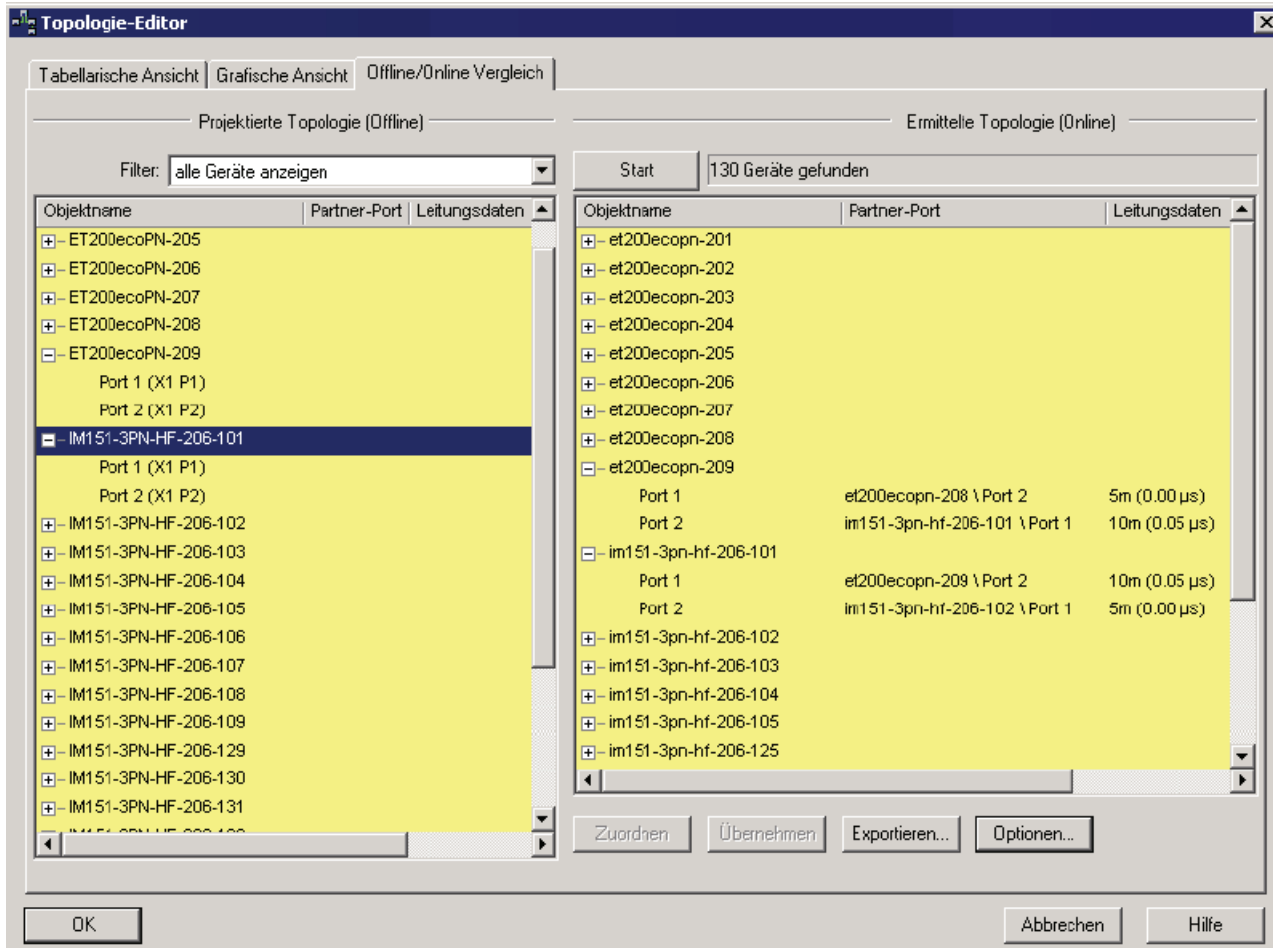 Topologie-Editor
Tabellarische Ansicht Grafische Ansicht Offline/Online Vergleich
Projektierte Topologie (Offline)
Filter: alle Geräte anzeigen
Objektname Partner-Port Leitungsdaten
ET200ecoPN-205
ET200ecoPN-206
ET200ecoPN-207
ET200ecoPN-208
ET200ecoPN-209
Port 1 (X1 P1)
Port 2 (X1 P2)
IM151-3PN-HF-206-101
Port 1 (X1 P1)
Port 2 (X1 P2)
IM151-3PN-HF-206-102
IM151-3PN-HF-206-103
IM151-3PN-HF-206-104
IM151-3PN-HF-206-105
IM151-3PN-HF-206-106
IM151-3PN-HF-206-107
IM151-3PN-HF-206-108
IM151-3PN-HF-206-109
IM151-3PN-HF-206-129
IM151-3PN-HF-206-130
IM151-3PN-HF-206-131
Ermittelte Topologie (Online)
Start 130 Geräte gefunden
Objektname Partner-Port Leitungsdaten
et200ecopn-201
et200ecopn-202
et200ecopn-203
et200ecopn-204
et200ecopn-205
et200ecopn-206
et200ecopn-207
et200ecopn-208
et200ecopn-209
Port 1 et200ecopn-208 \ Port 2 5m (0.00 µs)
Port 2 im151-3pn-hf-206-101 \ Port 1 10m (0.05 µs)
im151-3pn-hf-206-101
Port 1 et200ecopn-209 \ Port 2 10m (0.05 µs)
Port 2 im151-3pn-hf-206-102 \ Port 1 5m (0.00 µs)
im151-3pn-hf-206-102
im151-3pn-hf-206-103
im151-3pn-hf-206-104
im151-3pn-hf-206-105
im151-3pn-hf-206-125
Zuordnen Übernehmen Exportieren... Optionen...
OK Abbrechen Hilfe